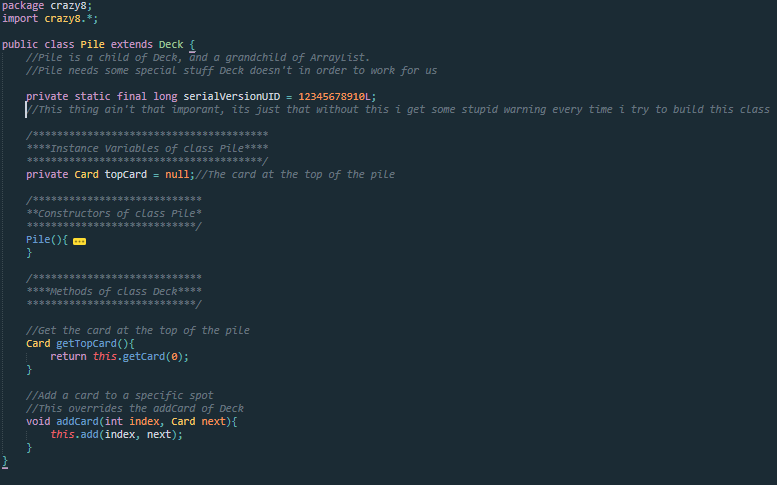 package crazy8;
import crazy8.*;

public class Pile extends Deck {
    //Pile is a child of Deck, and a grandchild of ArrayList.
    //Pile needs some special stuff Deck doesn't in order to work for us

    private static final long serialVersionUID = 12345678910L;
    //This thing ain't that imporant, its just that without this i get some stupid warning every time i try to build this class

    /***************************************
    ****Instance Variables of class Pile****
    ***************************************/
    private Card topCard = null;//The card at the top of the pile

    /****************************
    **Constructors of class Pile*
    ****************************/
    Pile(){ ···
    }

    /****************************
    ****Methods of class Deck****
    ****************************/

    //Get the card at the top of the pile
    Card getTopCard(){
        return this.getCard(0);
    }

    //Add a card to a specific spot
    //This overrides the addCard of Deck
    void addCard(int index, Card next){
        this.add(index, next);
    }
}